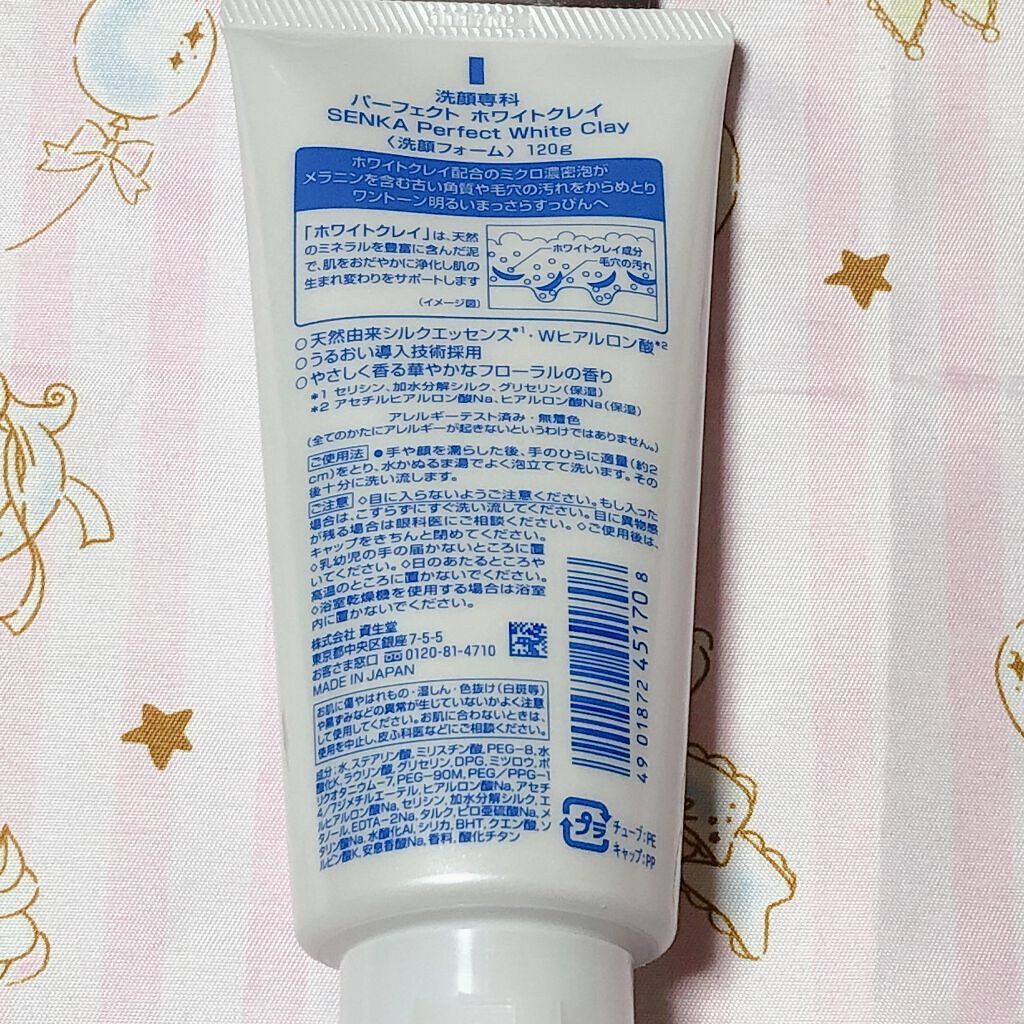 洗顔専科
パーフェクト ホワイトクレイ
SENKA Perfect White Clay
〈洗顔フォーム〉 120g
ホワイトクレイ配合のミクロ濃密泡が
メラニンを含む古い角質や毛穴の汚れをからめとり
ワントーン明るいまっさらすっぴんへ
「ホワイトクレイ」は、天然
のミネラルを豊富に含んだ泥
で、肌をおだやかに浄化し肌の
生まれ変わりをサポートします
(イメージ図)
ホワイトクレイ成分
毛穴の汚れ
○天然由来シルクエッセンス*1・Wヒアルロン酸*2
○うるおい導入技術採用
○やさしく香る華やかなフローラルの香り
*1 セリシン、加水分解シルク、グリセリン(保湿)
*2 アセチルヒアルロン酸Na、ヒアルロン酸Na(保湿)
アレルギーテスト済み・無着色
(全てのかたにアレルギーが起きないというわけではありません。)
ご使用法 ●手や顔を濡らした後、手のひらに適量(約2
cm)をとり、水かぬるま湯でよく泡立てて洗います。その
後十分に洗い流します。
ご注意 ◇目に入らないようご注意ください。もし入った
場合は、こすらずにすぐ洗い流してください。目に異物感
が残る場合は眼科医にご相談ください。◇ご使用後は、
キャップをきちんと閉めてください。
◇乳幼児の手の届かないところに置
いてください。◇日のあたるところや
高温のところに置かないでください。
◇浴室乾燥機を使用する場合は浴室
内に置かないでください。
株式会社 資生堂
東京都中央区銀座7-5-5
お客さま窓口 0120-81-4710
MADE IN JAPAN
お肌に傷やはれもの・湿しん・色抜け(白斑等)
や黒ずみなどの異常が生じていないかよく注意
して使用してください。お肌に合わないときは、
使用を中止し、皮ふ科医などにご相談ください。
成分:水、ステアリン酸、ミリスチン酸、PEG-8、水
酸化K、ラウリン酸、グリセリン、DPG、ミツロウ、ポ
リクオタニウム-7、PEG-90M、PEG/PPG-1
4/7ジメチルエーテル、ヒアルロン酸Na、アセチ
ルヒアルロン酸Na、セリシン、加水分解シルク、エ
タノール、EDTA-2Na、タルク、ピロ亜硫酸Na、メ
タリン酸Na、水酸化Al、シリカ、BHT、クエン酸、ソ
ルビン酸K、安息香酸Na、香料、酸化チタン
4 901872 451708
プラ
チューブ:PE
キャップ:PP